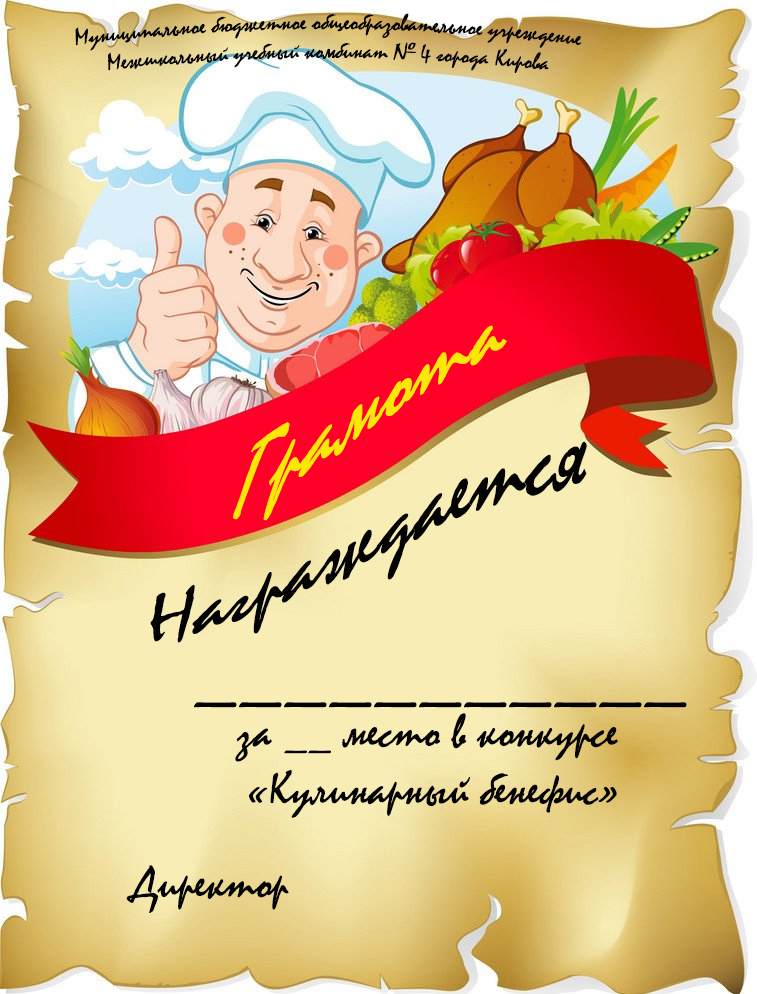 Муниципальное бюджетное общеобразовательное учреждение
Межшкольный учебный комбинат № 4 города Кирова
Грамота
Награждается
____________
за __ место в конкурсе
«Кулинарный бенефис»
Директор